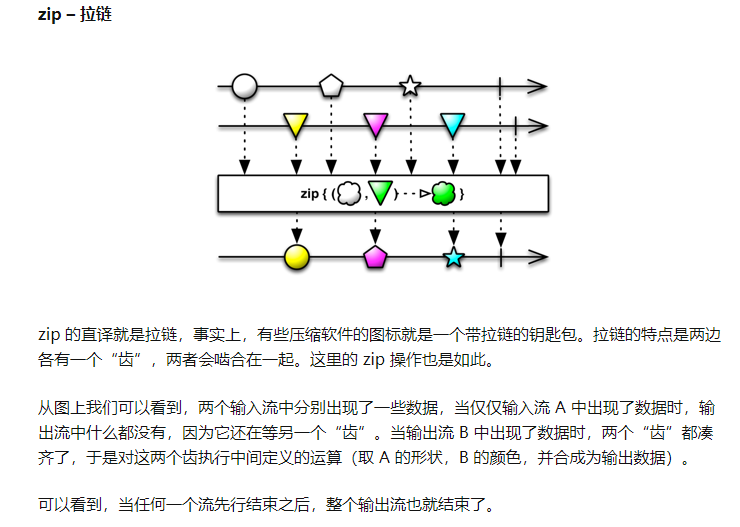 zip – 拉链
zip { ( , ) }
zip 的直译就是拉链，事实上，有些压缩软件的图标就是一个带拉链的钥匙包。拉链的特点是两边
各有一个“齿”，两者会啮合在一起。这里的 zip 操作也是如此。
从图上我们可以看到，两个输入流中分别出现了一些数据，当仅仅输入流 A 中出现了数据时，输
出流中什么都没有，因为它还在等另一个“齿”。当输出流 B 中出现了数据时，两个“齿”都凑
齐了，于是对这两个齿执行中间定义的运算（取 A 的形状，B 的颜色，并合成为输出数据）。
可以看到，当任何一个流先行结束之后，整个输出流也就结束了。